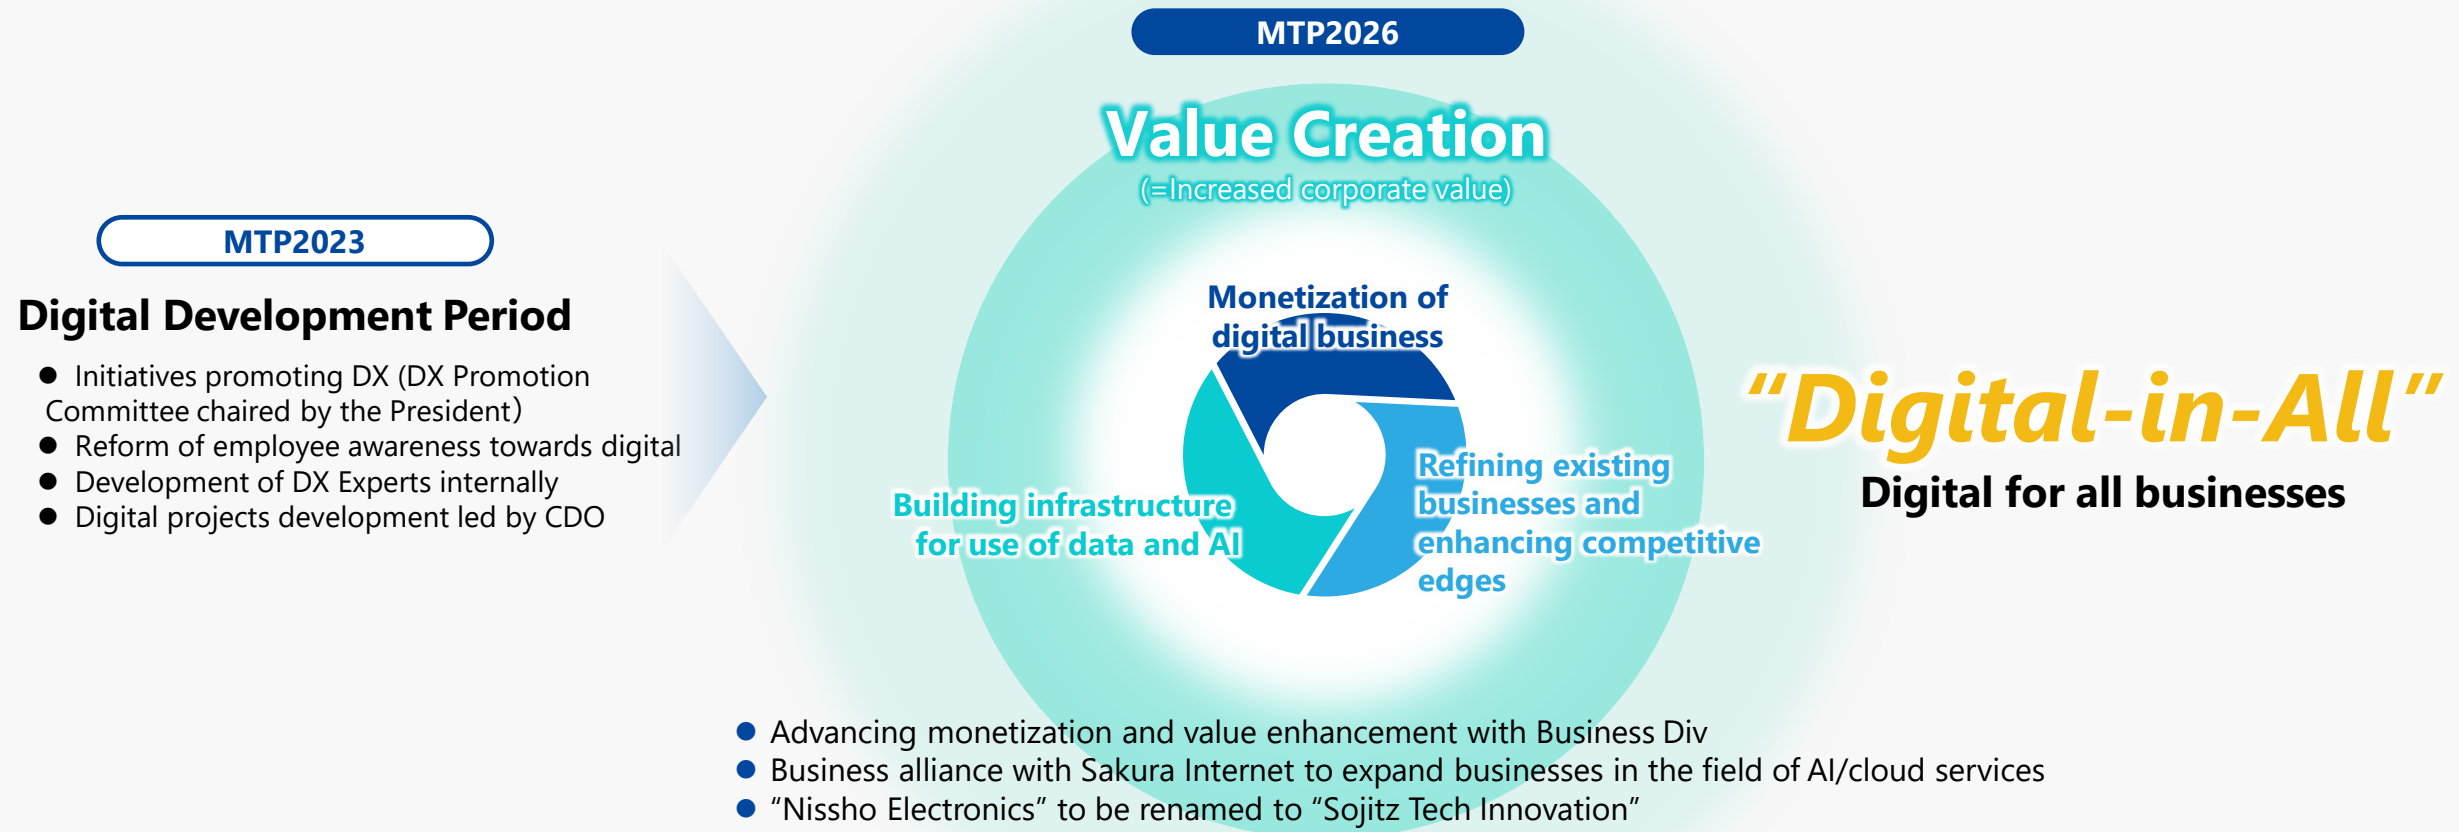 MTP2023
Digital Development Period
● Initiatives promoting DX (DX Promotion
Committee chaired by the President）
● Reform of employee awareness towards digital
● Development of DX Experts internally
● Digital projects development led by CDO
MTP2026
Value Creation
(=Increased corporate value)
Monetization of
digital business
Building infrastructure
for use of data and AI
Refining existing
businesses and
enhancing competitive
edges
● Advancing monetization and value enhancement with Business Div
● Business alliance with Sakura Internet to expand businesses in the field of AI/cloud services
● “Nissho Electronics” to be renamed to “Sojitz Tech Innovation”
“Digital-in-All”
Digital for all businesses